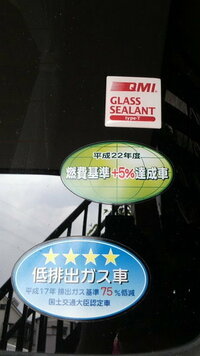 QMI
GLASS
SEALANT
type T
平成22年度
燃費基準+5%達成車
★★★★
低排出ガス車
平成17年 排出ガス基準 75%低減
国土交通大臣認定車